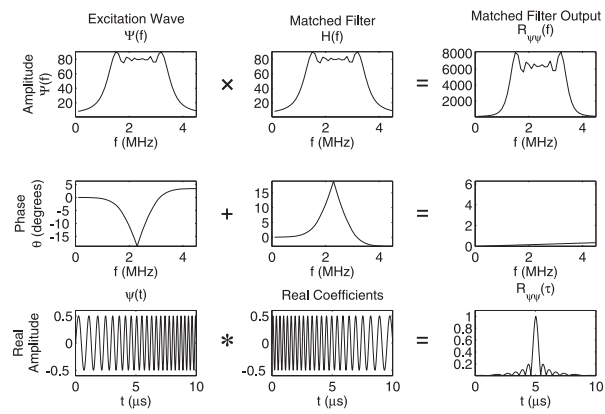 Excitation Wave
Ψ(f)
Matched Filter
H(f)
Matched Filter Output
R_ψψ(f)
Amplitude
Ψ(f)
80
60
40
20
0 2 4
f (MHz)
×
80
60
40
20
0 2 4
f (MHz)
=
8000
6000
4000
2000
0 2 4
f (MHz)
Phase
θ (degrees)
5
0
-5
-10
-15
0 2 4
f (MHz)
+
15
10
5
0
0 2 4
f (MHz)
=
6
4
2
0
0 2 4
f (MHz)
ψ(t)
Real Coefficients
R_ψψ(τ)
Real
Amplitude
0.5
0
-0.5
0 5 10
t (μs)
*
0.5
0
-0.5
0 5 10
t (μs)
=
1
0.8
0.6
0.4
0.2
0 5 10
t (μs)